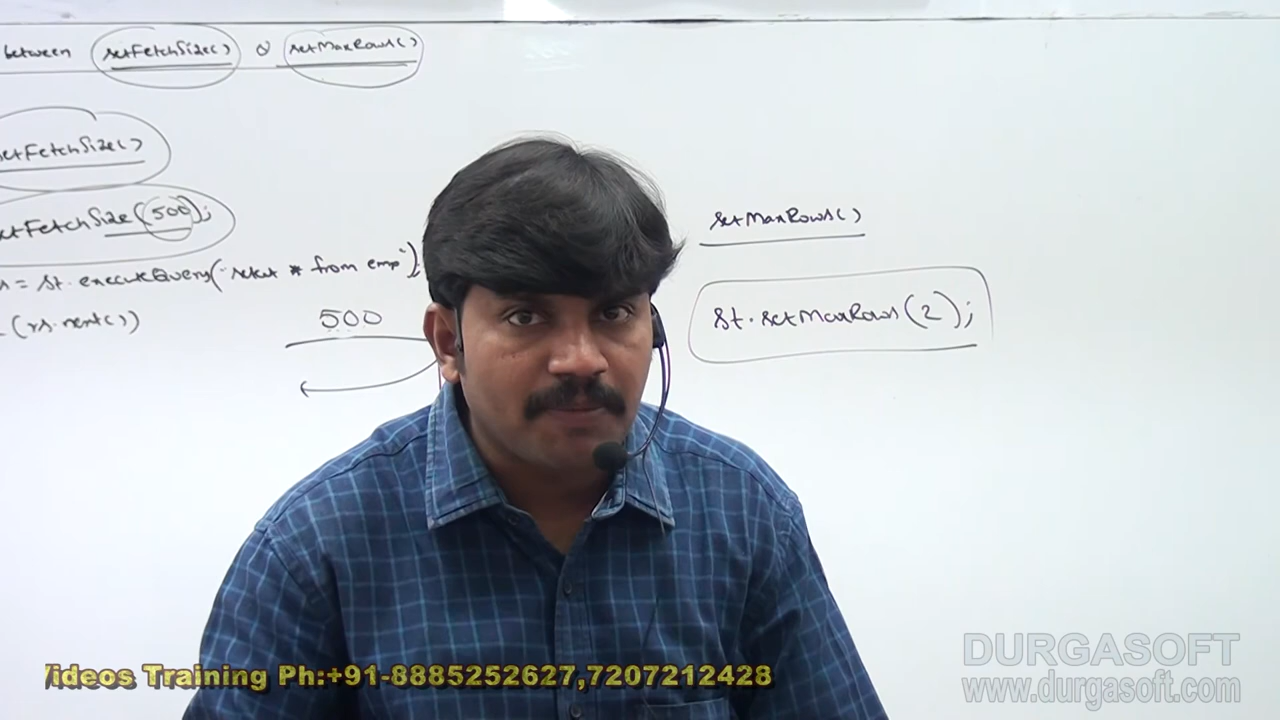 between setFetchSize() & setMaxRows()
setFetchSize()
setFetchSize(500);
= st.executeQuery("select * from emp");
(rs.next())
500
setMaxRows()
st.setMaxRows(2);
Videos Training Ph:+91-8885252627,7207212428
DURGASOFT
www.durgasoft.com